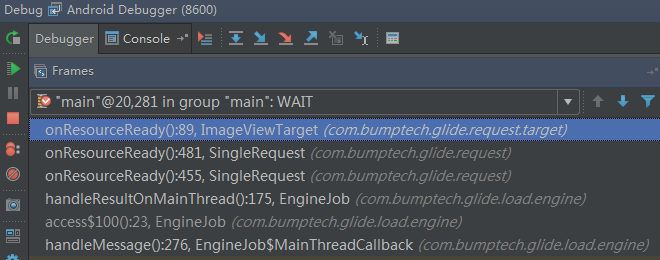 Debug Android Debugger (8600)
Debugger Console
Frames
"main"@20,281 in group "main": WAIT
onResourceReady():89, ImageViewTarget (com.bumptech.glide.request.target)
onResourceReady():481, SingleRequest (com.bumptech.glide.request)
onResourceReady():455, SingleRequest (com.bumptech.glide.request)
handleResultOnMainThread():175, EngineJob (com.bumptech.glide.load.engine)
access$100():23, EngineJob (com.bumptech.glide.load.engine)
handleMessage():276, EngineJob$MainThreadCallback (com.bumptech.glide.load.engine)